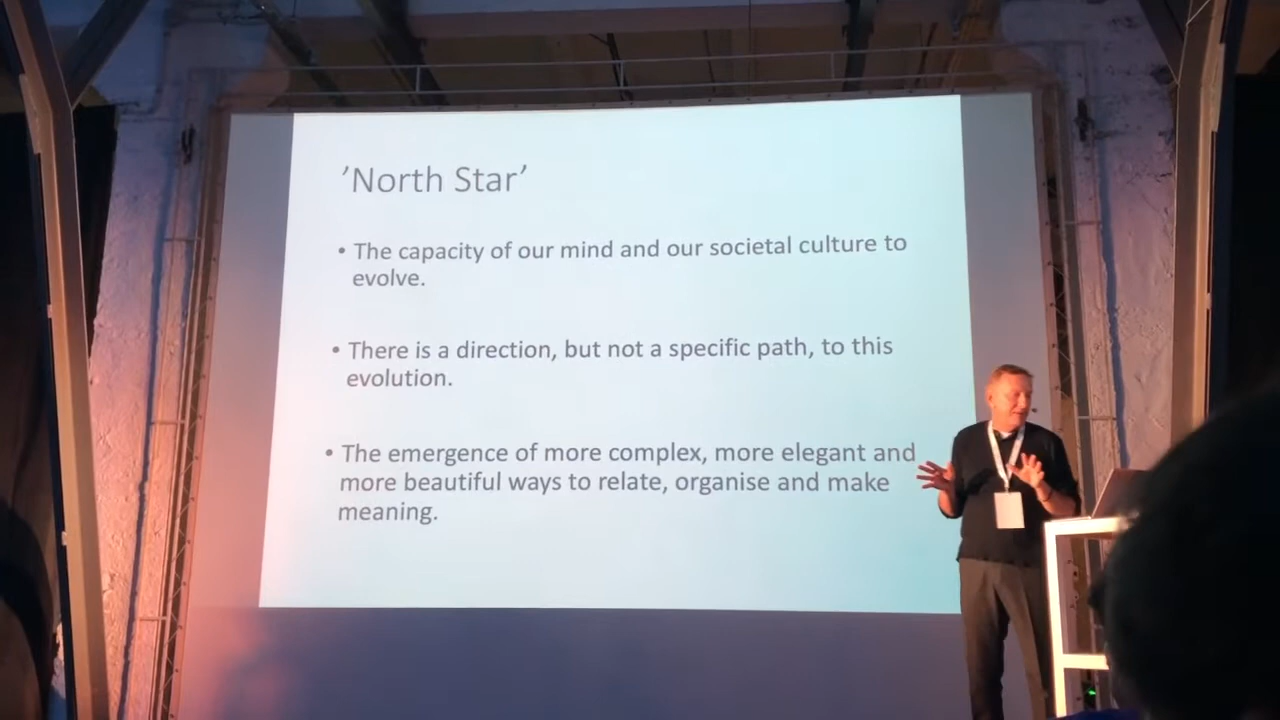 ’North Star’
• The capacity of our mind and our societal culture to
evolve.
• There is a direction, but not a specific path, to this
evolution.
• The emergence of more complex, more elegant and
more beautiful ways to relate, organise and make
meaning.